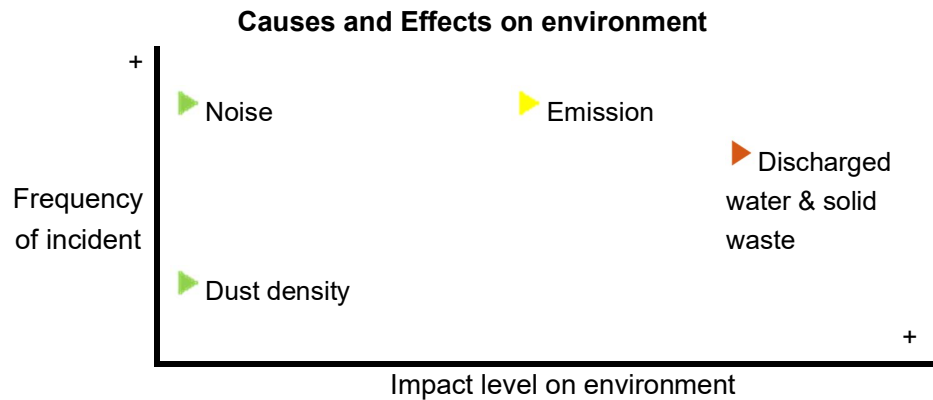 Causes and Effects on environment
+
Noise
Emission
Discharged
water & solid
waste
Frequency
of incident
Dust density
+
Impact level on environment